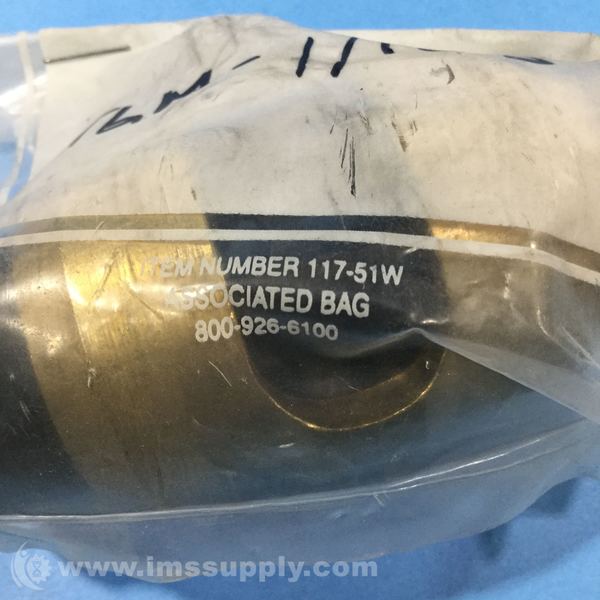 ITEM NUMBER 117-51W
ASSOCIATED BAG
800-926-6100
www.imssupply.com